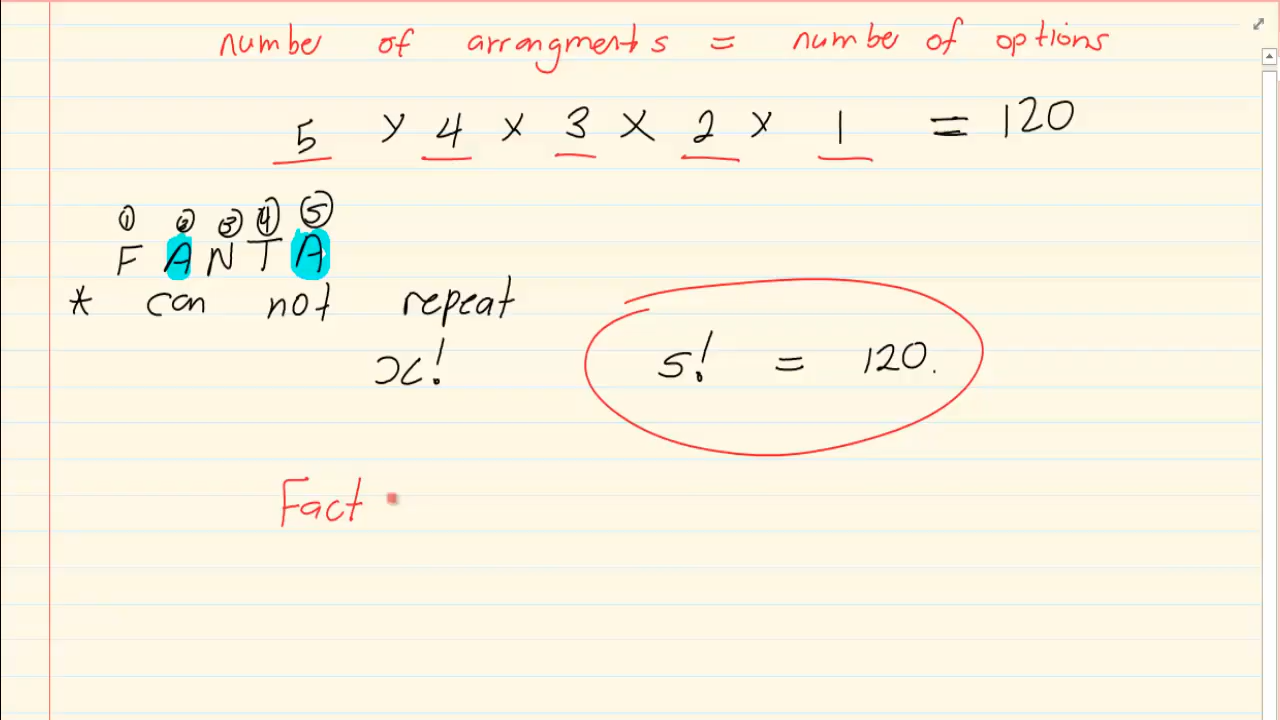 number of arrangments = number of options
5 x 4 x 3 x 2 x 1 = 120
① ② ③ ④ ⑤
F A N T A
* can not repeat
x! 5! = 120.
Fact